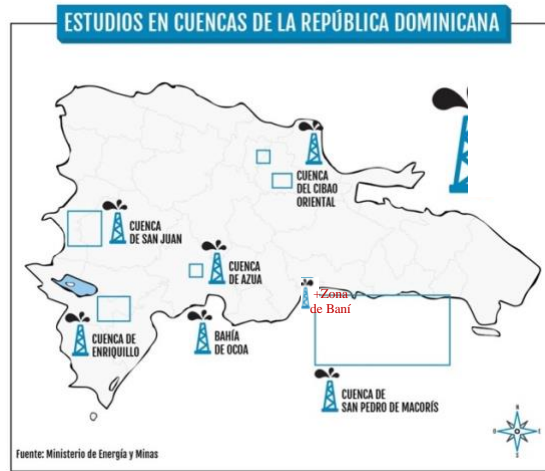 ESTUDIOS EN CUENCAS DE LA REPÚBLICA DOMINICANA
CUENCA
DEL CIBAO
ORIENTAL
CUENCA
DE SAN JUAN
CUENCA
DE AZUA
+Zona
de Baní
CUENCA DE
ENRIQUILLO
BAHÍA
DE OCOA
CUENCA DE
SAN PEDRO DE MACORÍS
N
O E
S
Fuente: Ministerio de Energía y Minas